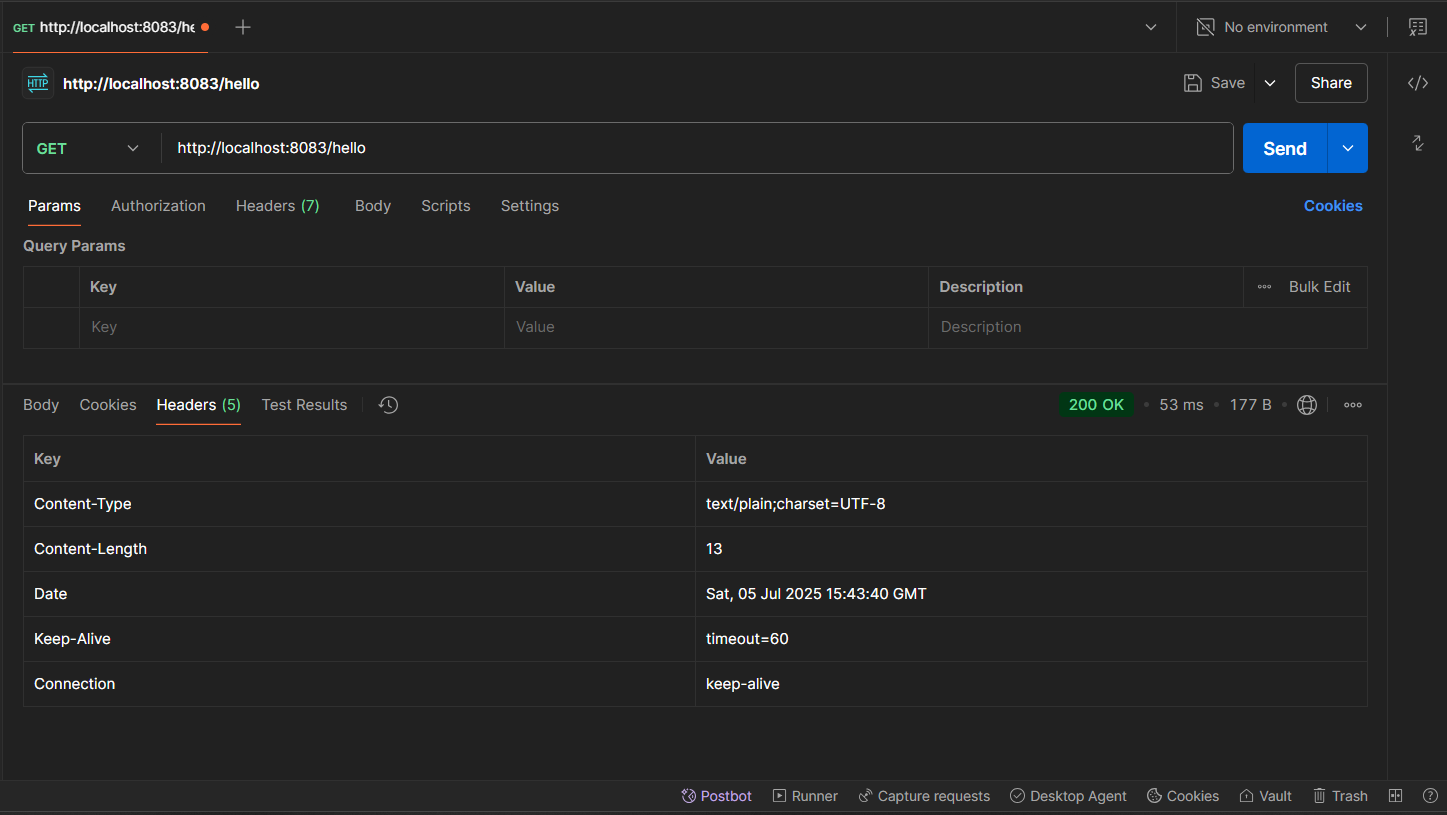 GET http://localhost:8083/he
No environment
HTTP http://localhost:8083/hello
Save
Share
GET http://localhost:8083/hello
Send
Params Authorization Headers (7) Body Scripts Settings Cookies
Query Params
Key Value Description Bulk Edit
Key Value Description
Body Cookies Headers (5) Test Results 200 OK • 53 ms • 177 B •
Key Value
Content-Type text/plain;charset=UTF-8
Content-Length 13
Date Sat, 05 Jul 2025 15:43:40 GMT
Keep-Alive timeout=60
Connection keep-alive
Postbot Runner Capture requests Desktop Agent Cookies Vault Trash